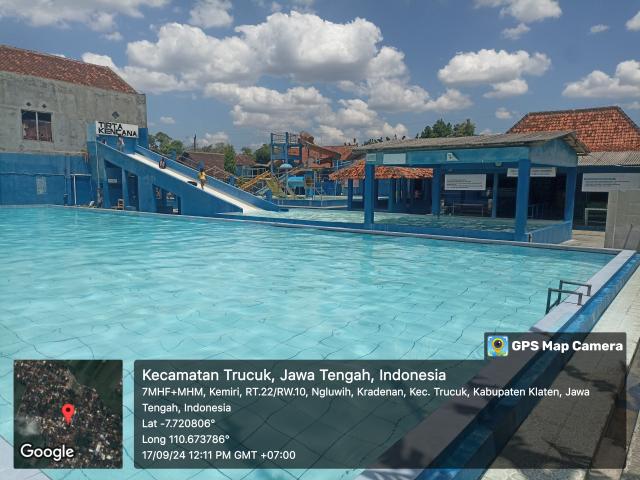 TIRTA
KENCANA
GPS Map Camera
Kecamatan Trucuk, Jawa Tengah, Indonesia
7MHF+MHM, Kemiri, RT.22/RW.10, Ngluwih, Kradenan, Kec. Trucuk, Kabupaten Klaten, Jawa
Tengah, Indonesia
Lat -7.720806°
Long 110.673786°
17/09/24 12:11 PM GMT +07:00
Google